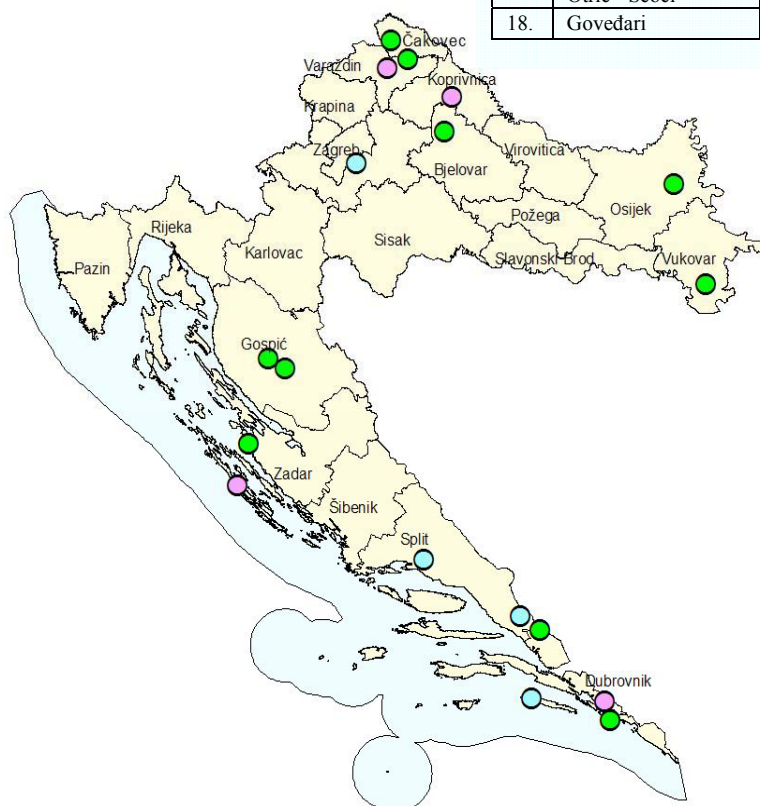 18. Goveđari
Čakovec
Varaždin
Koprivnica
Krapina
Zagreb
Virovitica
Bjelovar
Osijek
Požega
Rijeka
Sisak
Karlovac
Slavonski Brod
Vukovar
Pazin
Gospić
Zadar
Šibenik
Split
Dubrovnik